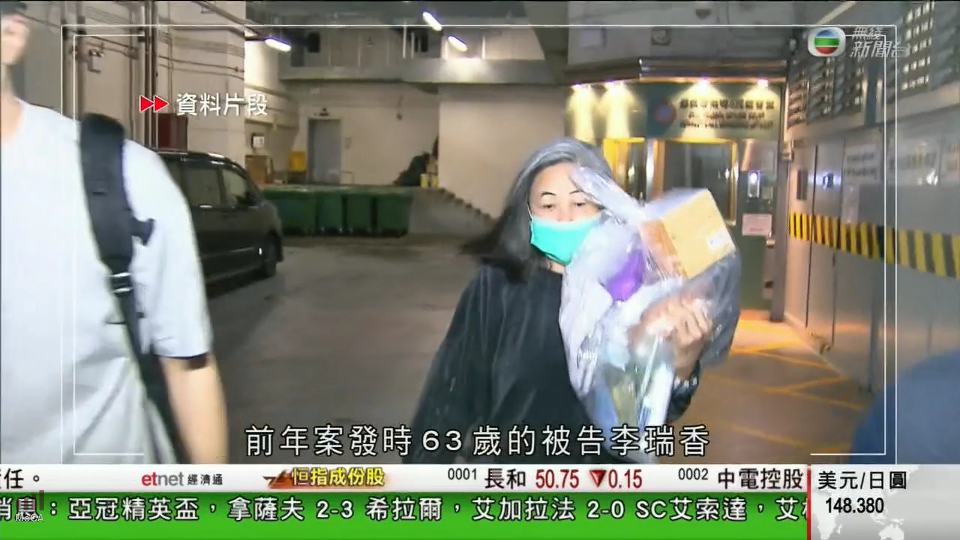 無綫
新聞台
資料片段
前年案發時63歲的被告李瑞香
責任。 etnet 經濟通 恒指成份股 0001 長和 50.75 ▼0.15 0002 中電控股
美元/日圓
148.380
消息：亞冠精英盃，拿薩夫 2-3 希拉爾，艾加拉法 2-0 SC艾索達，艾